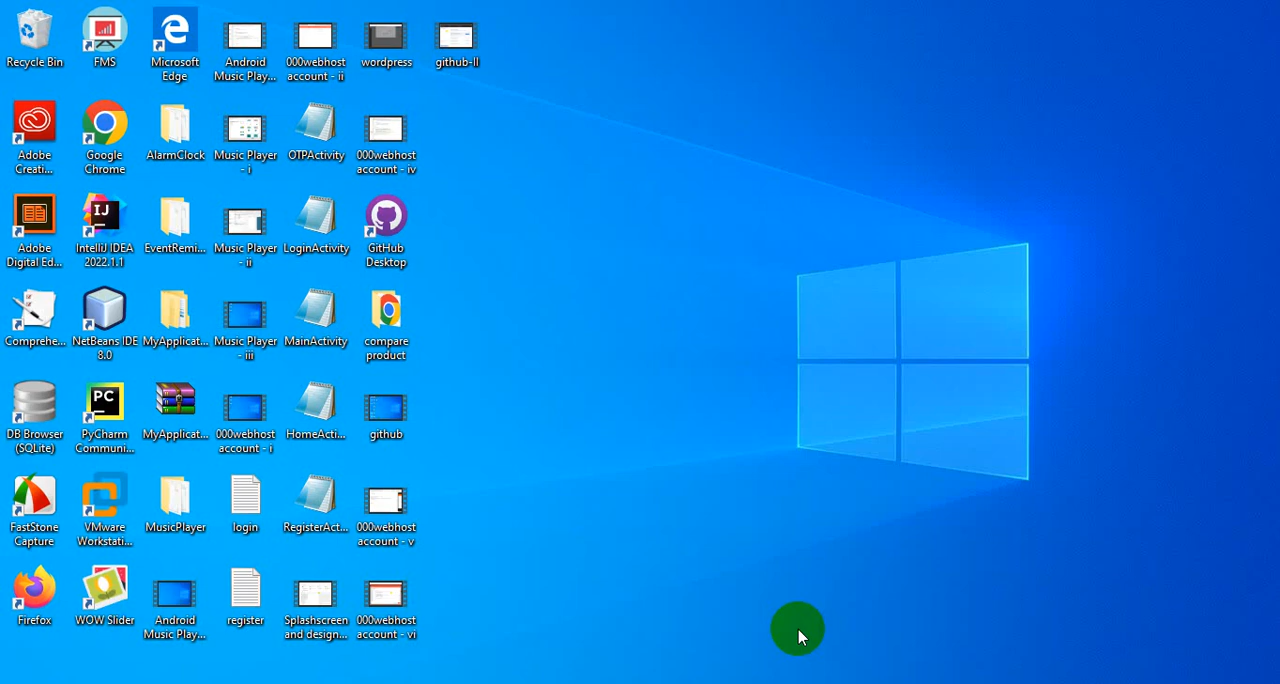 Recycle Bin
FMS
Microsoft
Edge
Android
Music Play...
000webhost
account - ii
wordpress
github-II
Adobe
Creati...
Google
Chrome
AlarmClock
Music Player
- i
OTPActivity
000webhost
account - iv
Adobe
Digital Ed...
IJ
IntelliJ IDEA
2022.1.1
EventRemi...
Music Player
- ii
LoginActivity
GitHub
Desktop
Comprehe...
NetBeans IDE
8.0
MyApplicat...
Music Player
- iii
MainActivity
compare
product
DB Browser
(SQLite)
PC
PyCharm
Communi...
MyApplicat...
000webhost
account - i
HomeActi...
github
FastStone
Capture
VMware
Workstati...
MusicPlayer
login
RegisterAct...
000webhost
account - v
Firefox
WOW Slider
Android
Music Play...
register
Splashscreen
and design...
000webhost
account - vi